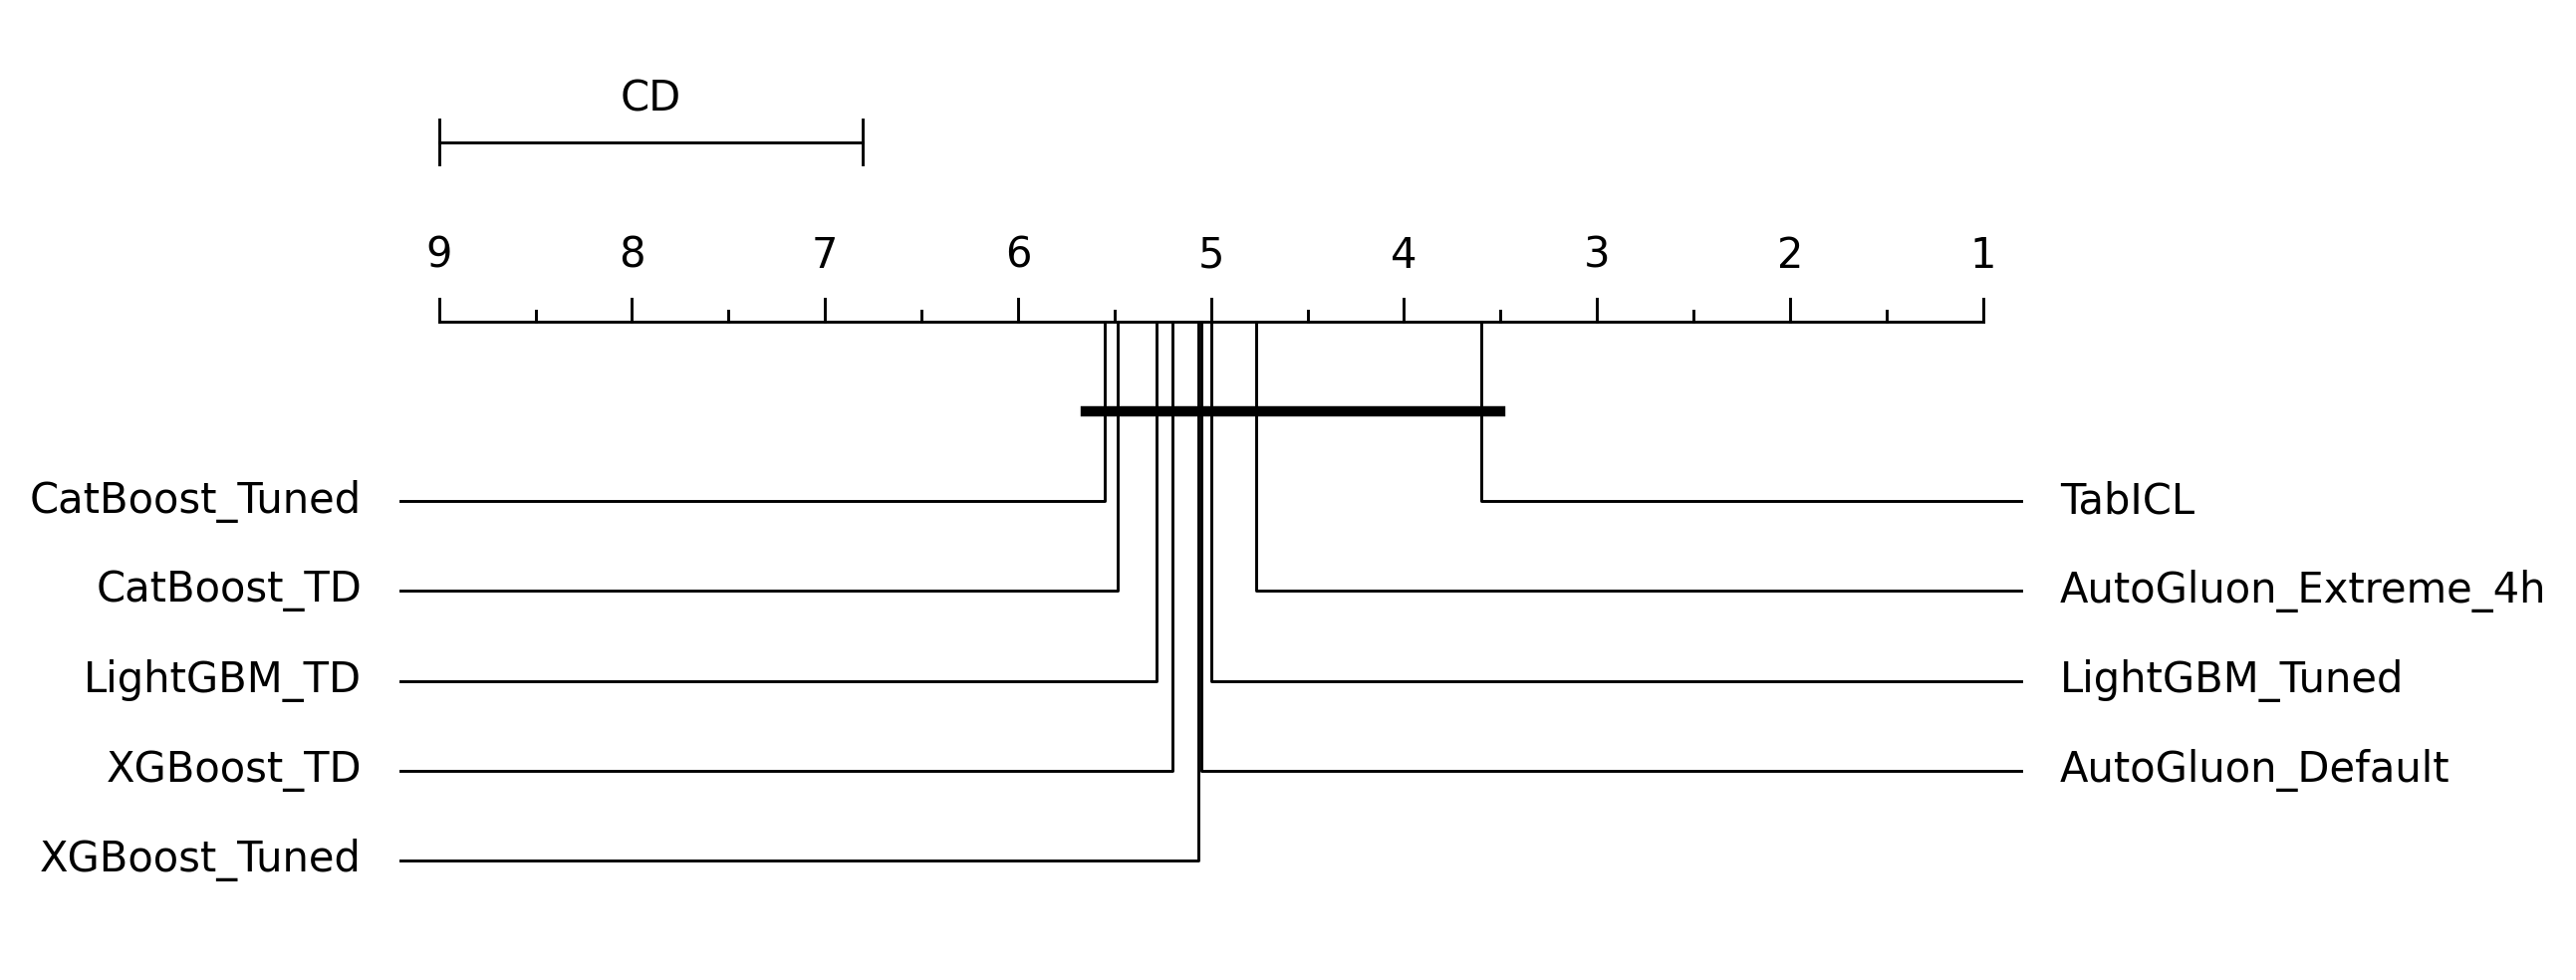 CD
9 8 7 6 5 4 3 2 1
CatBoost_Tuned TabICL
CatBoost_TD AutoGluon_Extreme_4h
LightGBM_TD LightGBM_Tuned
XGBoost_TD AutoGluon_Default
XGBoost_Tuned